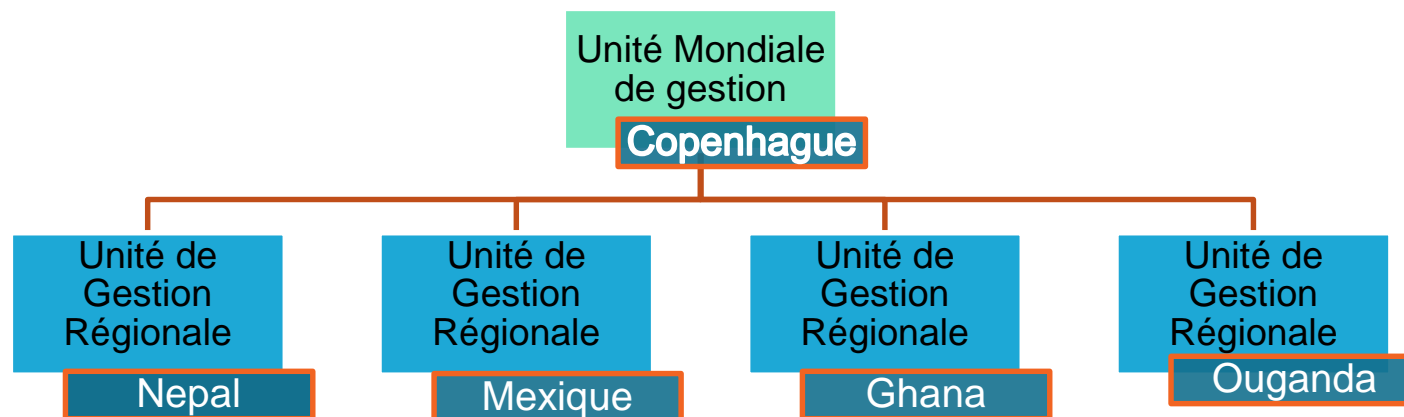 Unité Mondiale
de gestion
Copenhague
Unité de
Gestion
Régionale
Nepal
Unité de
Gestion
Régionale
Mexique
Unité de
Gestion
Régionale
Ghana
Unité de
Gestion
Régionale
Ouganda